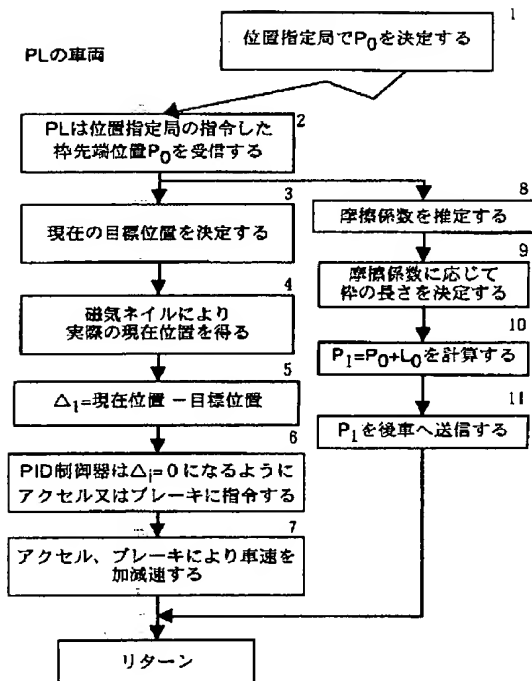 1
位置指定局でP0を決定する
PLの車両
2
PLは位置指定局の指令した
枠先端位置P0を受信する
3
現在の目標位置を決定する
4
磁気ネイルにより
実際の現在位置を得る
5
△i=現在位置－目標位置
6
PID制御器は△i=0になるように
アクセル又はブレーキに指令する
7
アクセル、ブレーキにより車速を
加減速する
8
摩擦係数を推定する
9
摩擦係数に応じて
枠の長さを決定する
10
P1=P0+L0を計算する
11
P1を後車へ送信する
リターン